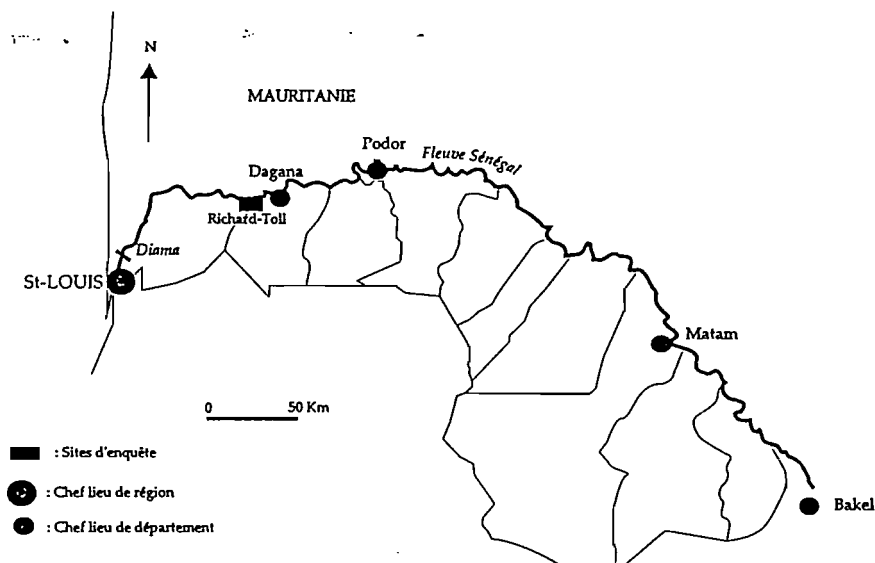 N
MAURITANIE
Podor
Fleuve Sénégal
Dagana
Richard-Toll
Diama
St-LOUIS
Matam
0 50 Km
: Sites d'enquête
: Chef lieu de région
: Chef lieu de département
Bakel